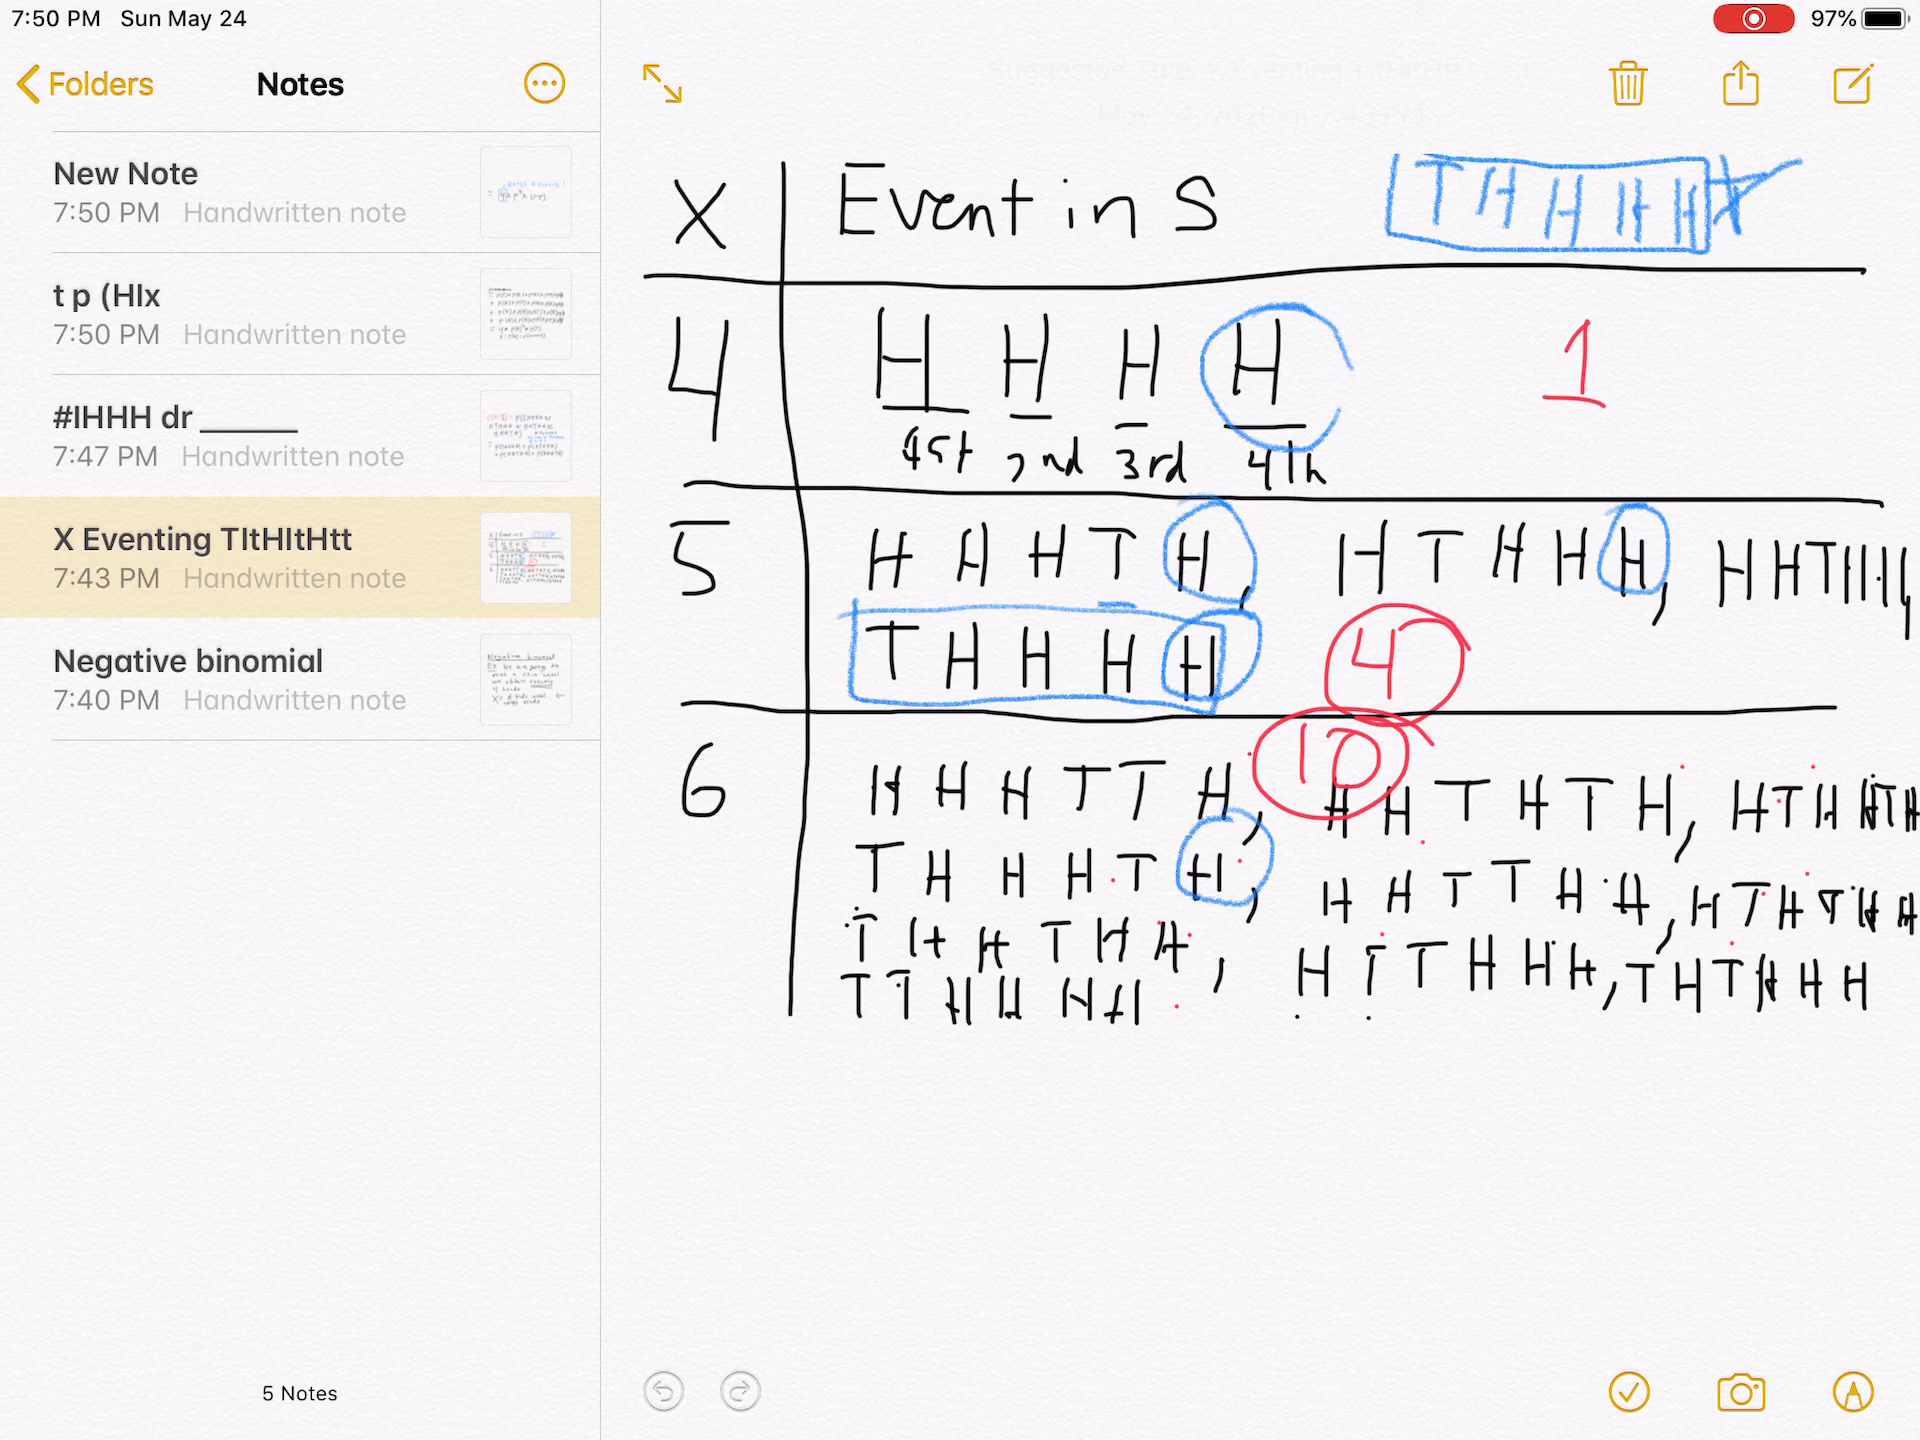 7:50 PM Sun May 24
97%
Folders
Notes
New Note
7:50 PM Handwritten note
t p (HIx
7:50 PM Handwritten note
#IHHH dr ______
7:47 PM Handwritten note
X Eventing TItHItHtt
7:43 PM Handwritten note
Negative binomial
7:40 PM Handwritten note
5 Notes
X Event in S T H H H H
4 H H H H 1
1st 2nd 3rd 4th
5 H H H T H, H T H H H, H H T H H,
T H H H H 4
10
6 H H H T T H, H H T H T H, H T H H T H
T H H H T H, H H T T H H, H T H T H H
T H H T H H, H T T H H H, T H T H H H
T T H H H H